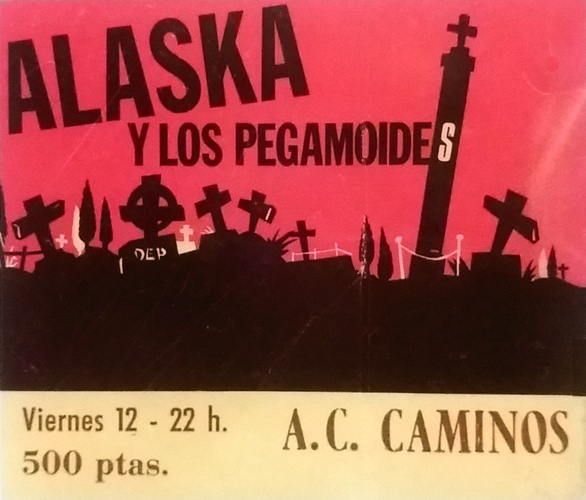 ALASKA
Y LOS PEGAMOIDES
DEP
Viernes 12 - 22 h.
A.C. CAMINOS
500 ptas.